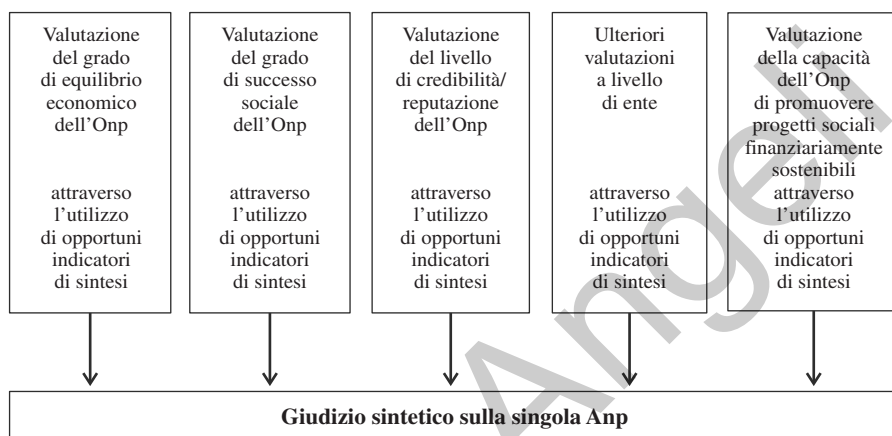 Valutazione
del grado
di equilibrio
economico
dell'Onp
attraverso
l'utilizzo
di opportuni
indicatori
di sintesi
Valutazione
del grado
di successo
sociale
dell'Onp
attraverso
l'utilizzo
di opportuni
indicatori
di sintesi
Valutazione
del livello
di credibilità/
reputazione
dell'Onp
attraverso
l'utilizzo
di opportuni
indicatori
di sintesi
Ulteriori
valutazioni
a livello
di ente
attraverso
l'utilizzo
di opportuni
indicatori
di sintesi
Valutazione
della capacità
dell'Onp
di promuovere
progetti sociali
finanziariamente
sostenibili
attraverso
l'utilizzo
di opportuni
indicatori
di sintesi
Giudizio sintetico sulla singola Anp
Angeli